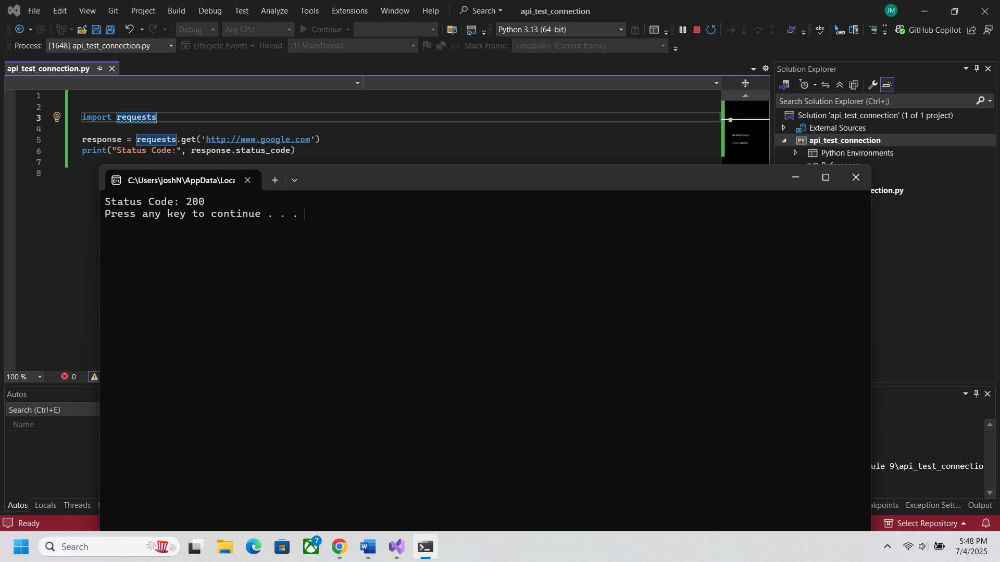 File Edit View Git Project Build Debug Test Analyze Tools Extensions Window Help Search api_test_connection JM
Debug Any CPU Continue Python 3.13 (64-bit) abc GitHub Copilot
Process: [1648] api_test_connection.py Lifecycle Events Thread: [1] MainThread Stack Frame: <module> (Current frame)
api_test_connection.py
1
2
3 import requests
4
5 response = requests.get('http://www.google.com')
6 print("Status Code:", response.status_code)
7
8
Solution Explorer
Search Solution Explorer (Ctrl+;)
Solution 'api_test_connection' (1 of 1 project)
External Sources
PY api_test_connection
Python Environments
ection.py
C:\Users\joshN\AppData\Loca
Status Code: 200
Press any key to continue . . .
100 % 0
Autos
Search (Ctrl+E)
Name
ule 9\api_test_connectio
Autos Locals Threads
akpoints Exception Sett... Output
Ready
Select Repository
Search
7
5:48 PM
7/4/2025